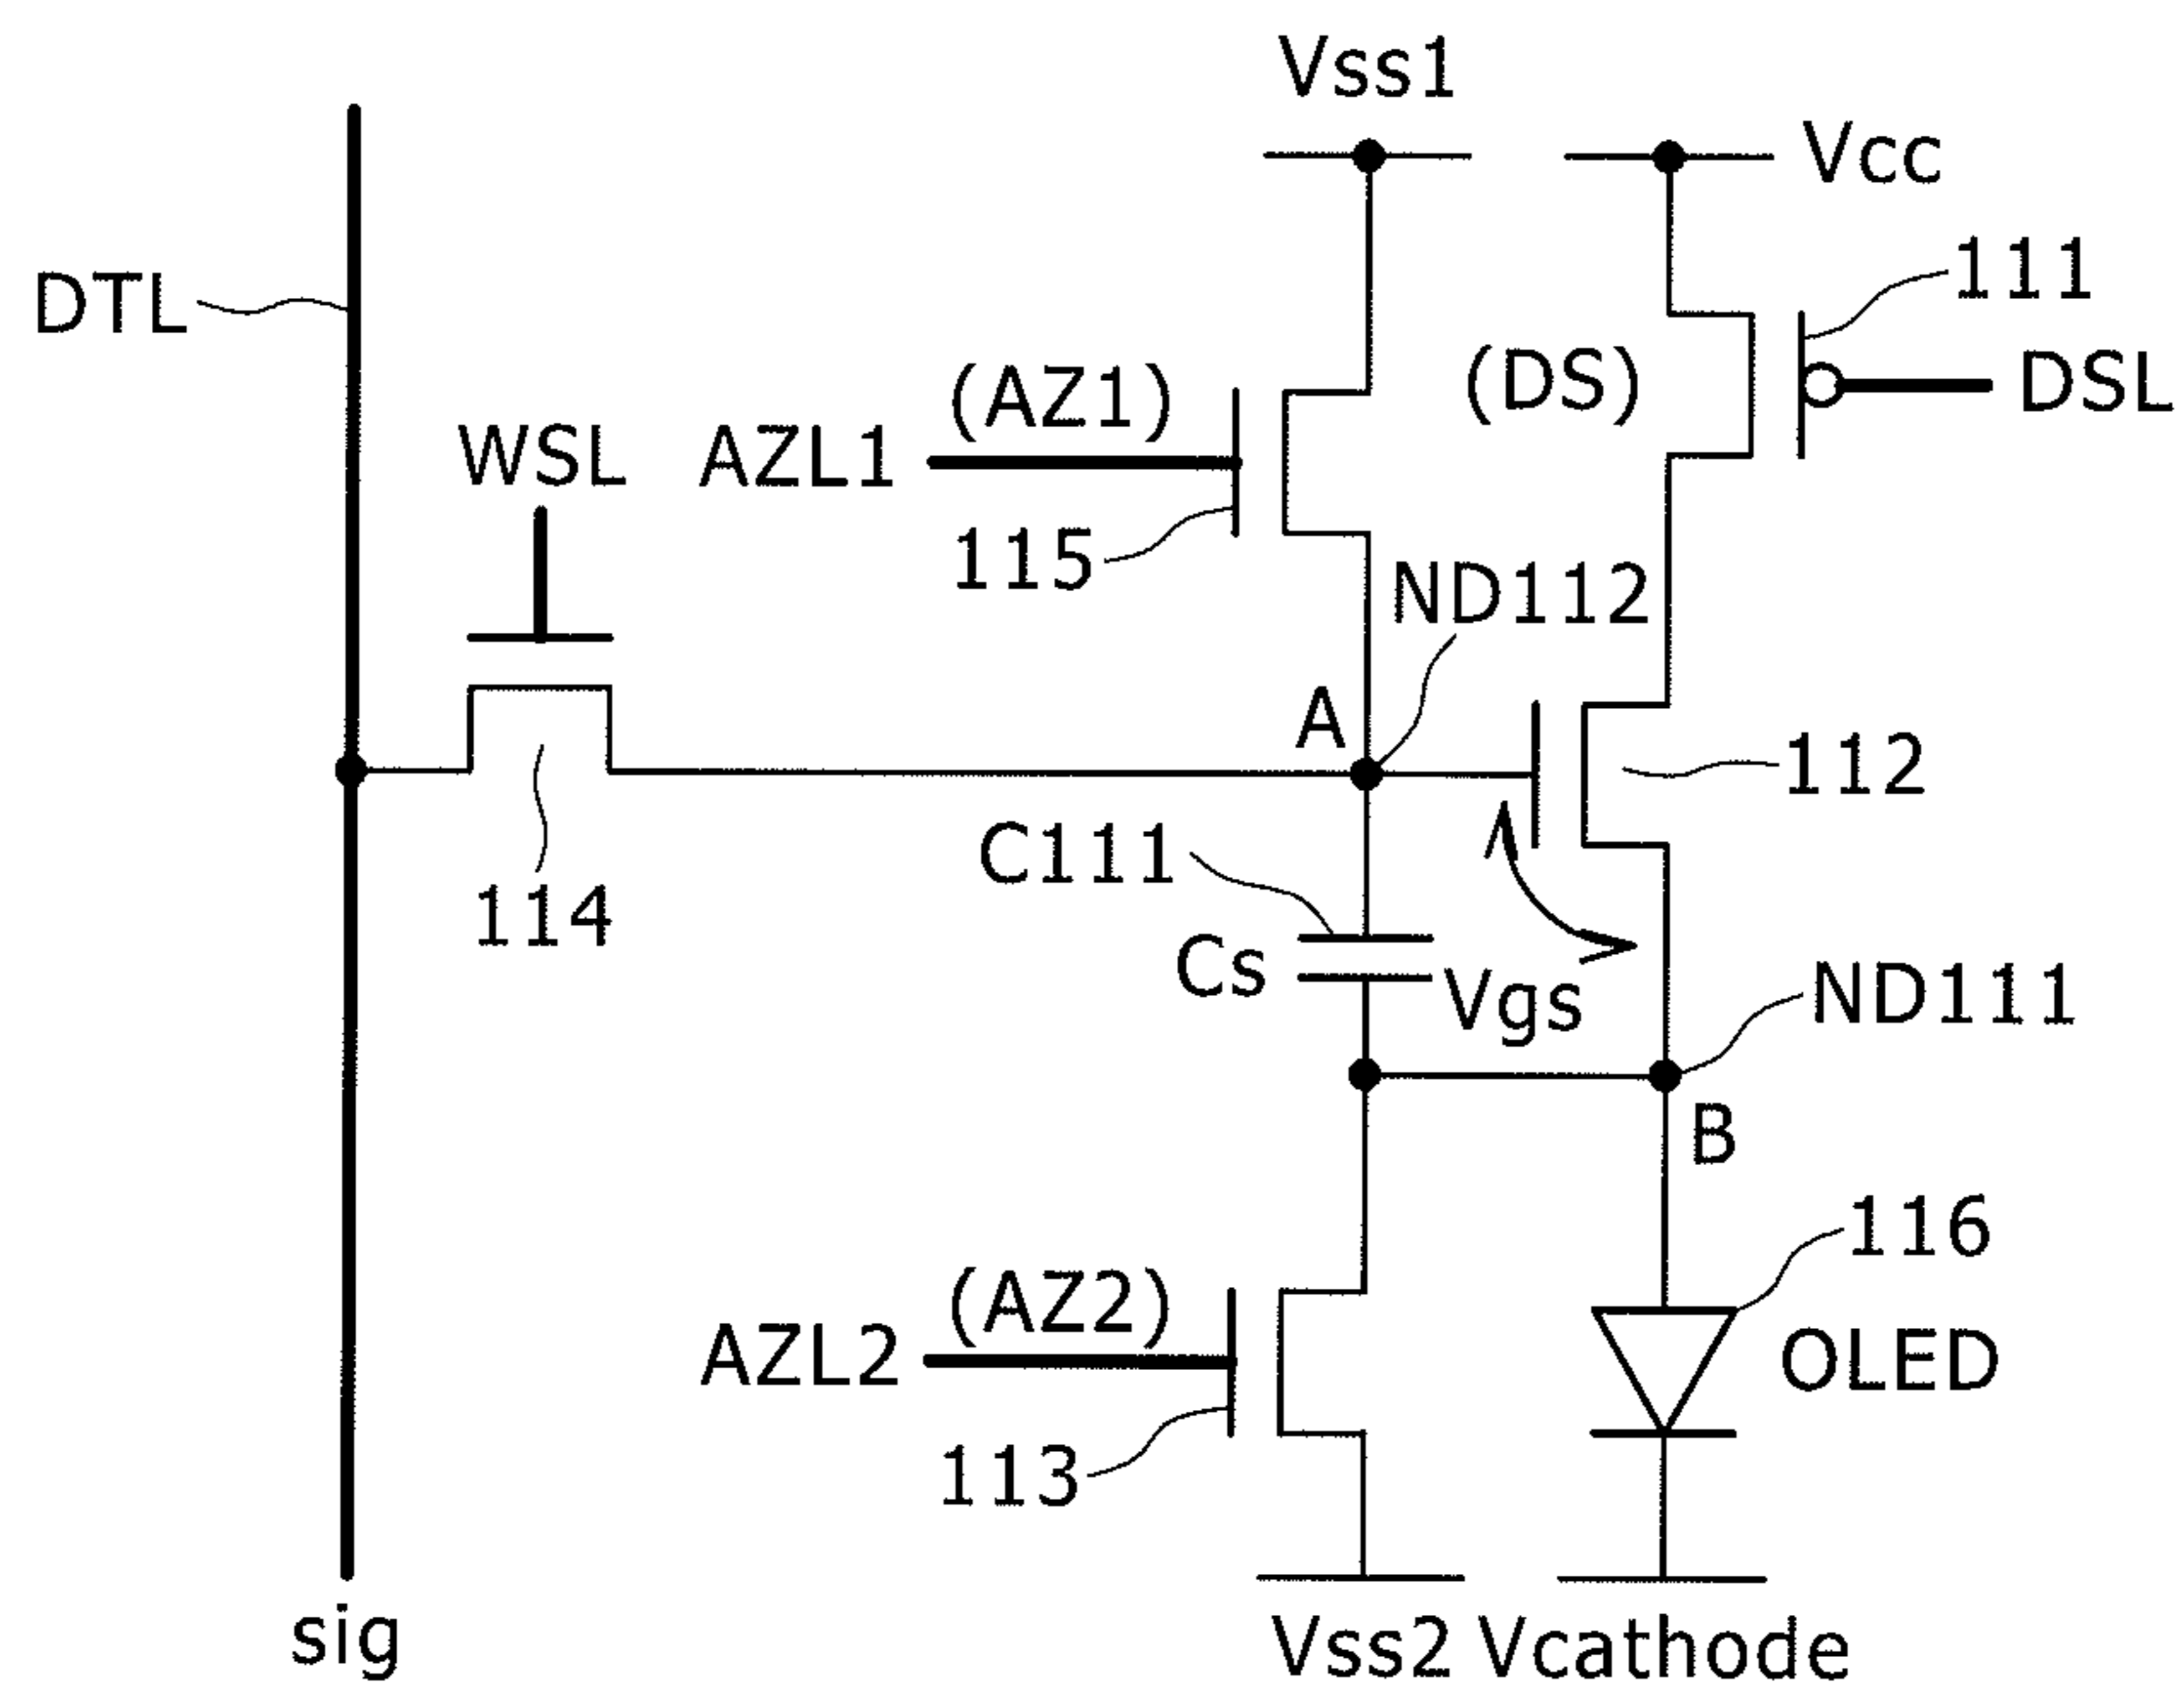 Vss1
Vcc
111
DTL
(DS)
DSL
(AZ1)
WSL
AZL1
115
ND112
A
112
C111
114
Cs
Vgs
ND111
B
116
(AZ2)
AZL2
OLED
113
sig
Vss2
Vcathode